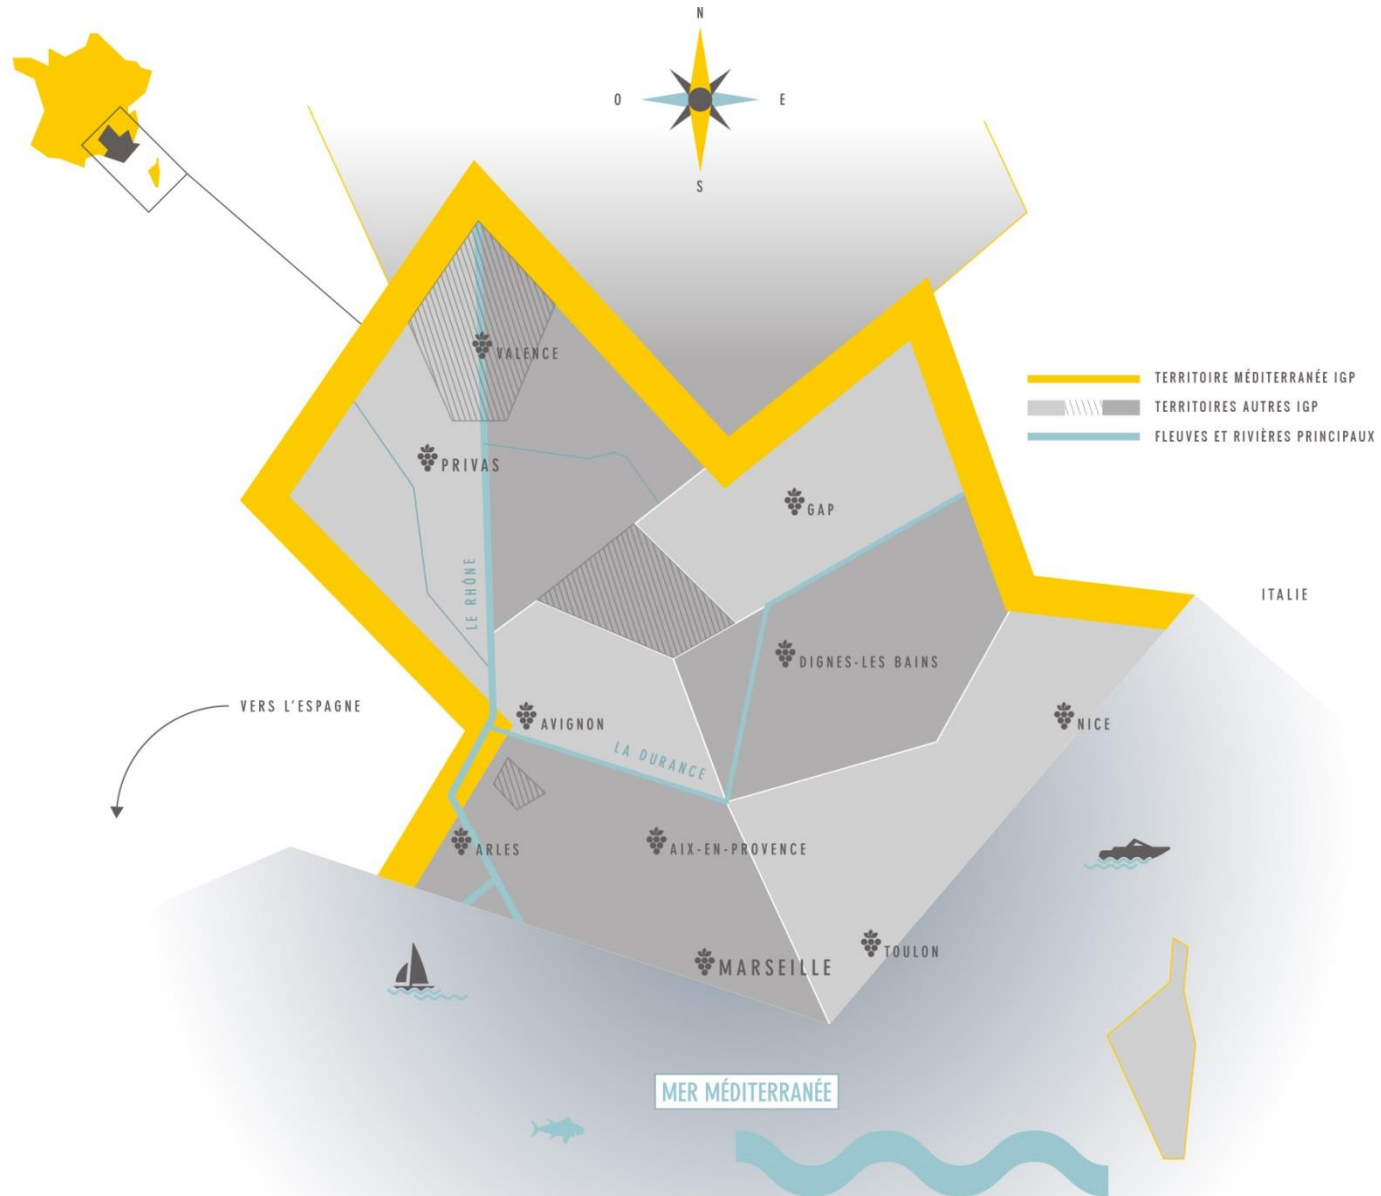 N
O
E
S
VALENCE
TERRITOIRE MÉDITERRANÉE IGP
TERRITOIRES AUTRES IGP
FLEUVES ET RIVIÈRES PRINCIPAUX
PRIVAS
GAP
LE RHÔNE
ITALIE
DIGNES-LES BAINS
VERS L'ESPAGNE
AVIGNON
NICE
LA DURANCE
ARLES
AIX-EN-PROVENCE
TOULON
MARSEILLE
MER MÉDITERRANÉE